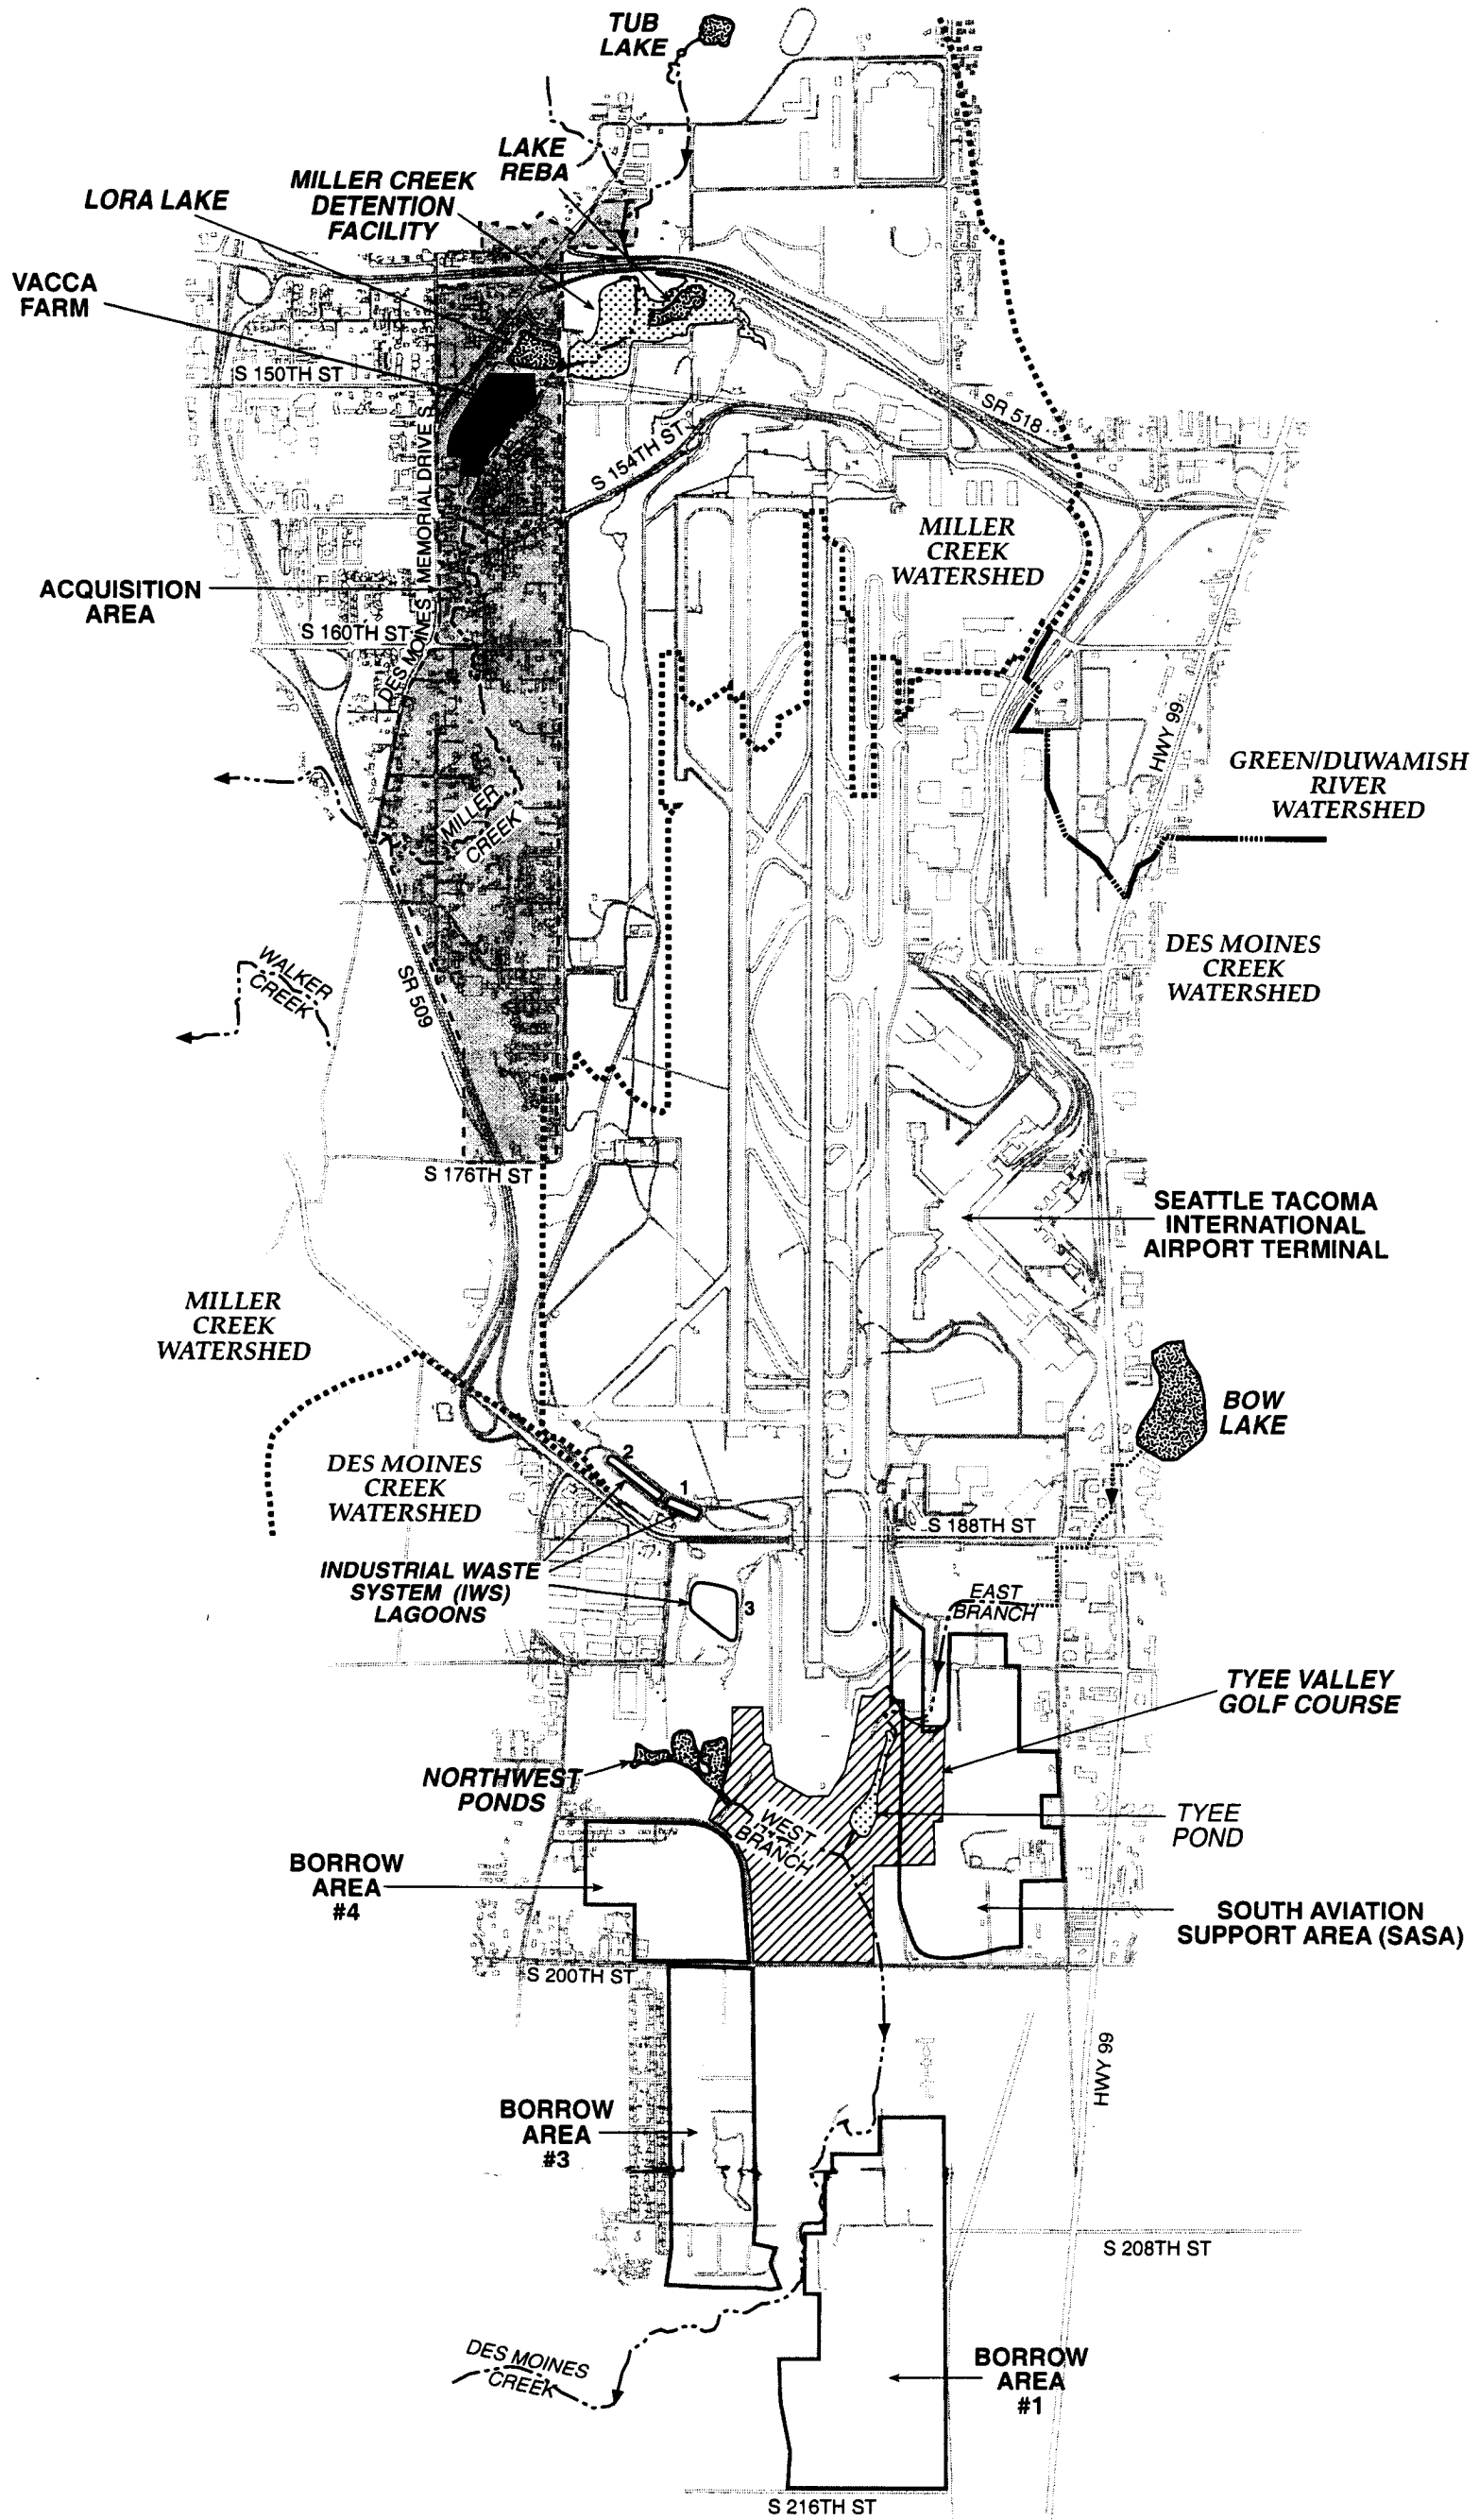 TUB
LAKE
LAKE
REBA
MILLER CREEK
DETENTION
FACILITY
LORA LAKE
VACCA
FARM
S 150TH ST
SR 518
S 154TH ST
DES MOINES MEMORIAL DRIVE S
MILLER
CREEK
WATERSHED
ACQUISITION
AREA
S 160TH ST
HWY 99
GREEN/DUWAMISH
RIVER
WATERSHED
MILLER
CREEK
DES MOINES
CREEK
WATERSHED
WALKER
CREEK
SR 509
S 176TH ST
SEATTLE TACOMA
INTERNATIONAL
AIRPORT TERMINAL
MILLER
CREEK
WATERSHED
BOW
LAKE
DES MOINES
CREEK
WATERSHED
2
1
S 188TH ST
INDUSTRIAL WASTE
SYSTEM (IWS)
LAGOONS
3
EAST
BRANCH
TYEE VALLEY
GOLF COURSE
NORTHWEST
PONDS
WEST
BRANCH
TYEE
POND
BORROW
AREA
#4
SOUTH AVIATION
SUPPORT AREA (SASA)
S 200TH ST
HWY 99
BORROW
AREA
#3
S 208TH ST
DES MOINES
CREEK
BORROW
AREA
#1
S 216TH ST